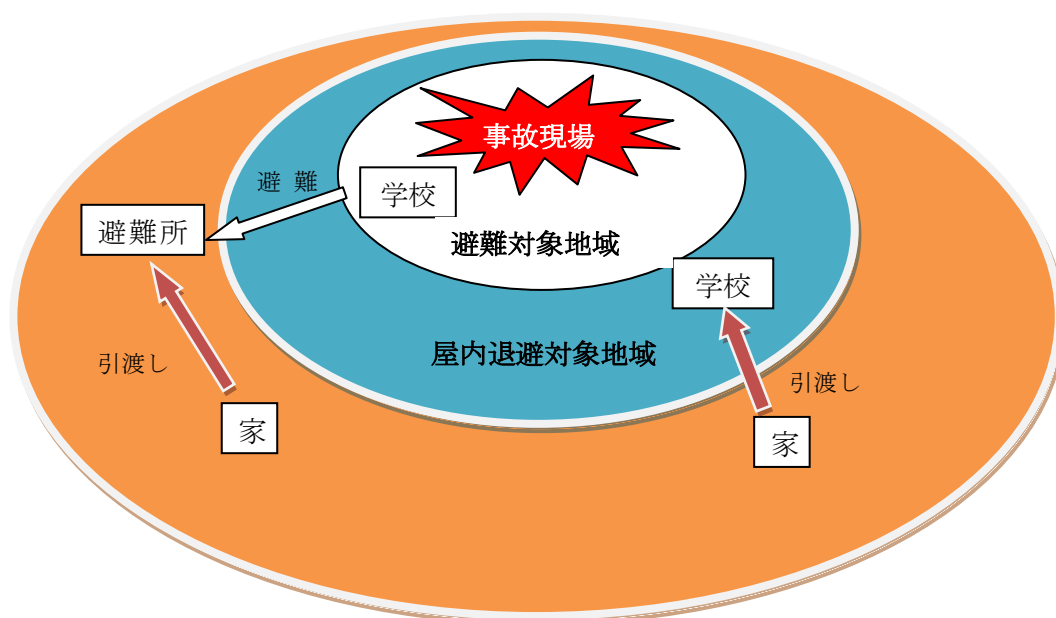 事故現場
避 難
学校
避難所
避難対象地域
学校
屋内退避対象地域
引渡し
引渡し
家
家